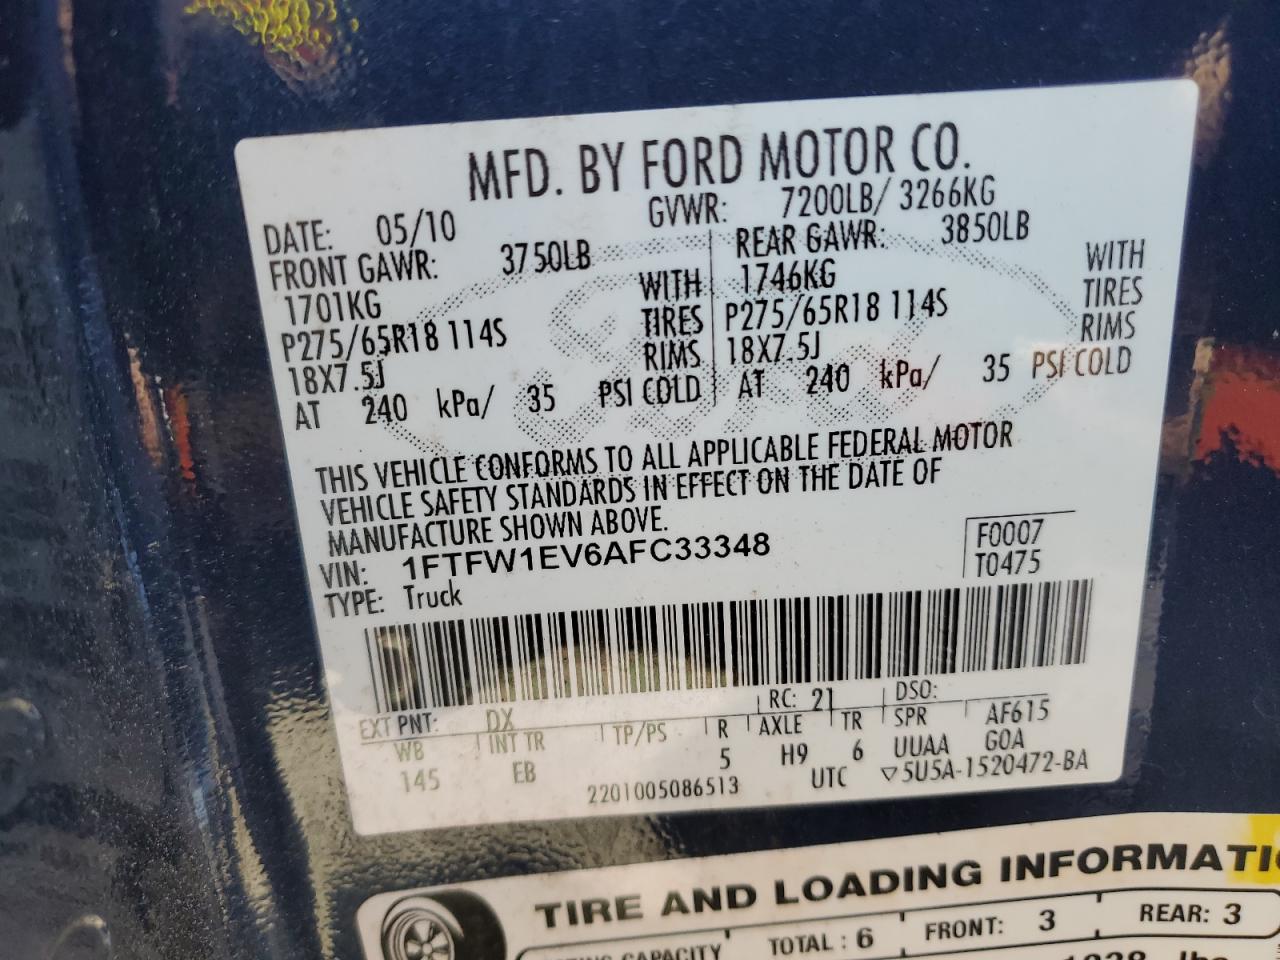 MFD. BY FORD MOTOR CO.
DATE: 05/10 GVWR: 7200LB/ 3266KG
FRONT GAWR: 3750LB REAR GAWR: 3850LB
1701KG WITH 1746KG WITH
P275/65R18 114S TIRES P275/65R18 114S TIRES
18X7.5J RIMS 18X7.5J RIMS
AT 240 kPa/ 35 PSI COLD AT 240 kPa/ 35 PSI COLD
THIS VEHICLE CONFORMS TO ALL APPLICABLE FEDERAL MOTOR
VEHICLE SAFETY STANDARDS IN EFFECT ON THE DATE OF
MANUFACTURE SHOWN ABOVE.
VIN: 1FTFW1EV6AFC33348 F0007
TYPE: Truck T0475
EXT PNT: DX RC: 21 DSO:
WB INT TR TP/PS R AXLE TR SPR AF615
145 EB 5 H9 6 UUAA GOA
2201005086513 UTC ▽5U5A-1520472-BA
TIRE AND LOADING INFORMATI
CAPACITY TOTAL : 6 FRONT: 3 REAR: 3